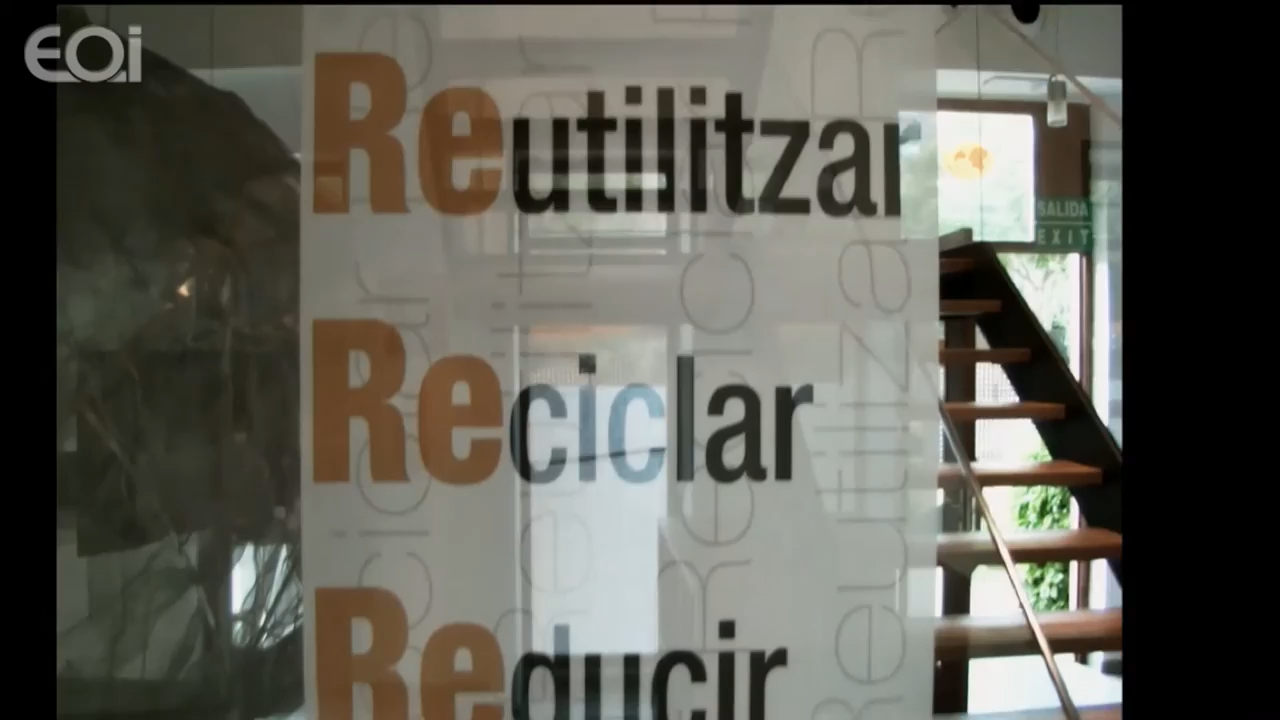 EOi
Reutilitzar
Reciclar
Reducir
SALIDA
EXIT